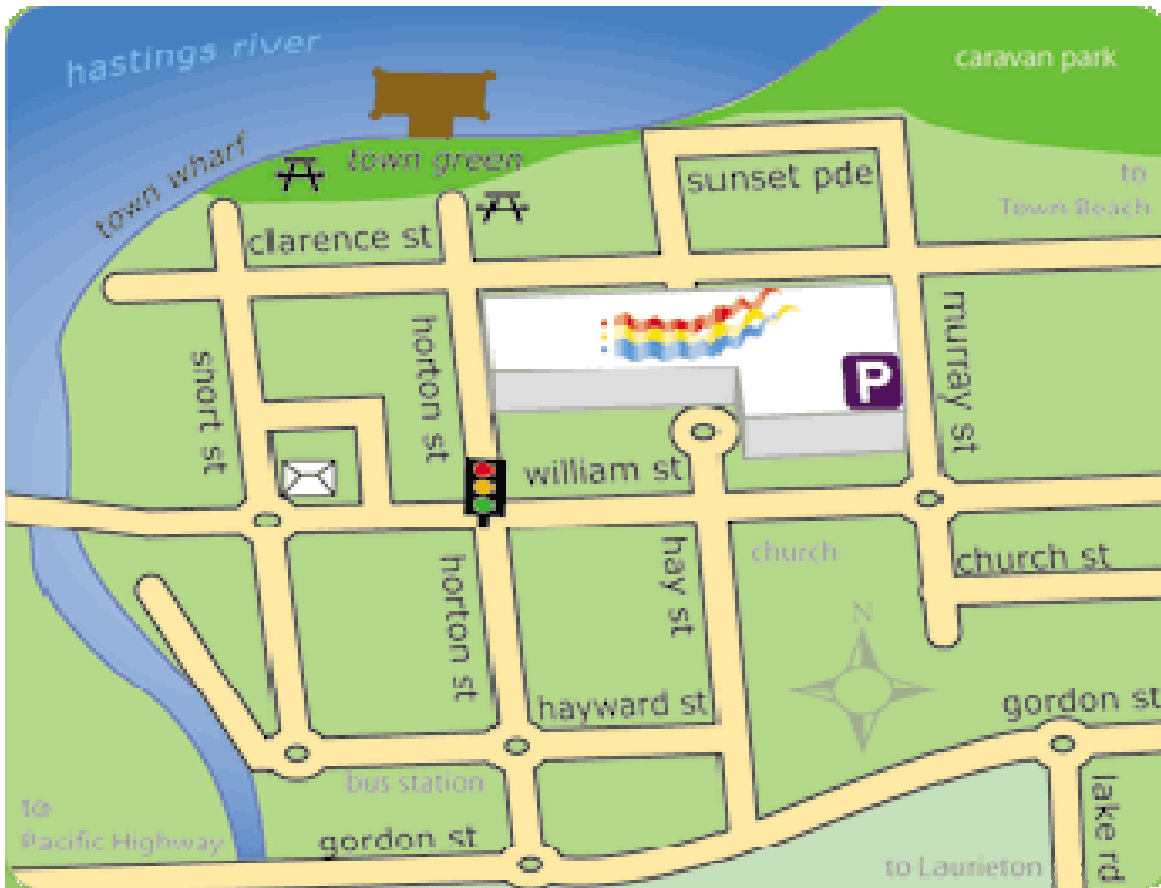 hastings river
caravan park
town wharf
town green
to
Town Beach
sunset pde
clarence st
murray st
horton st
short st
P
william st
church
church st
hay st
horton st
N
hayward st
gordon st
bus station
to
Pacific Highway
gordon st
lake rd
to Laurieton